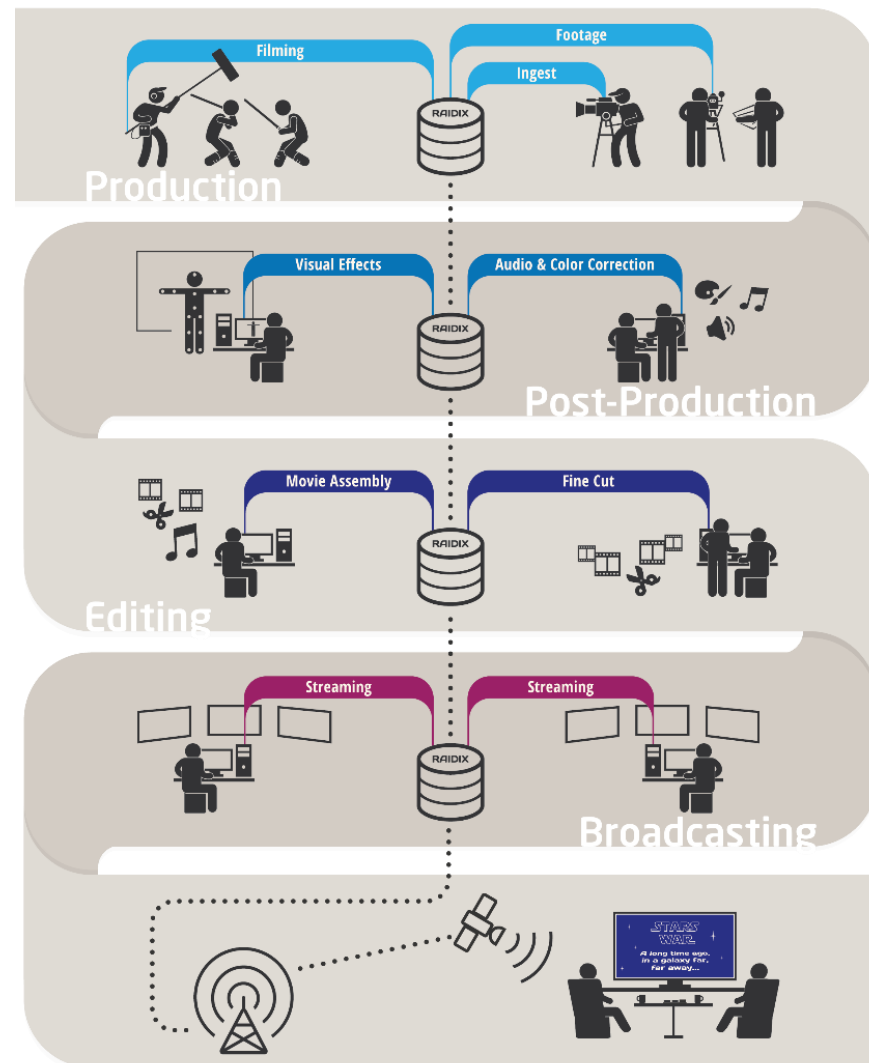 Filming
Footage
Ingest
RAIDIX
Production
Visual Effects
Audio & Color Correction
RAIDIX
Post-Production
Movie Assembly
Fine Cut
RAIDIX
Editing
Streaming
Streaming
RAIDIX
Broadcasting
STARS
WAR
A long time ago,
in a galaxy far,
far away...